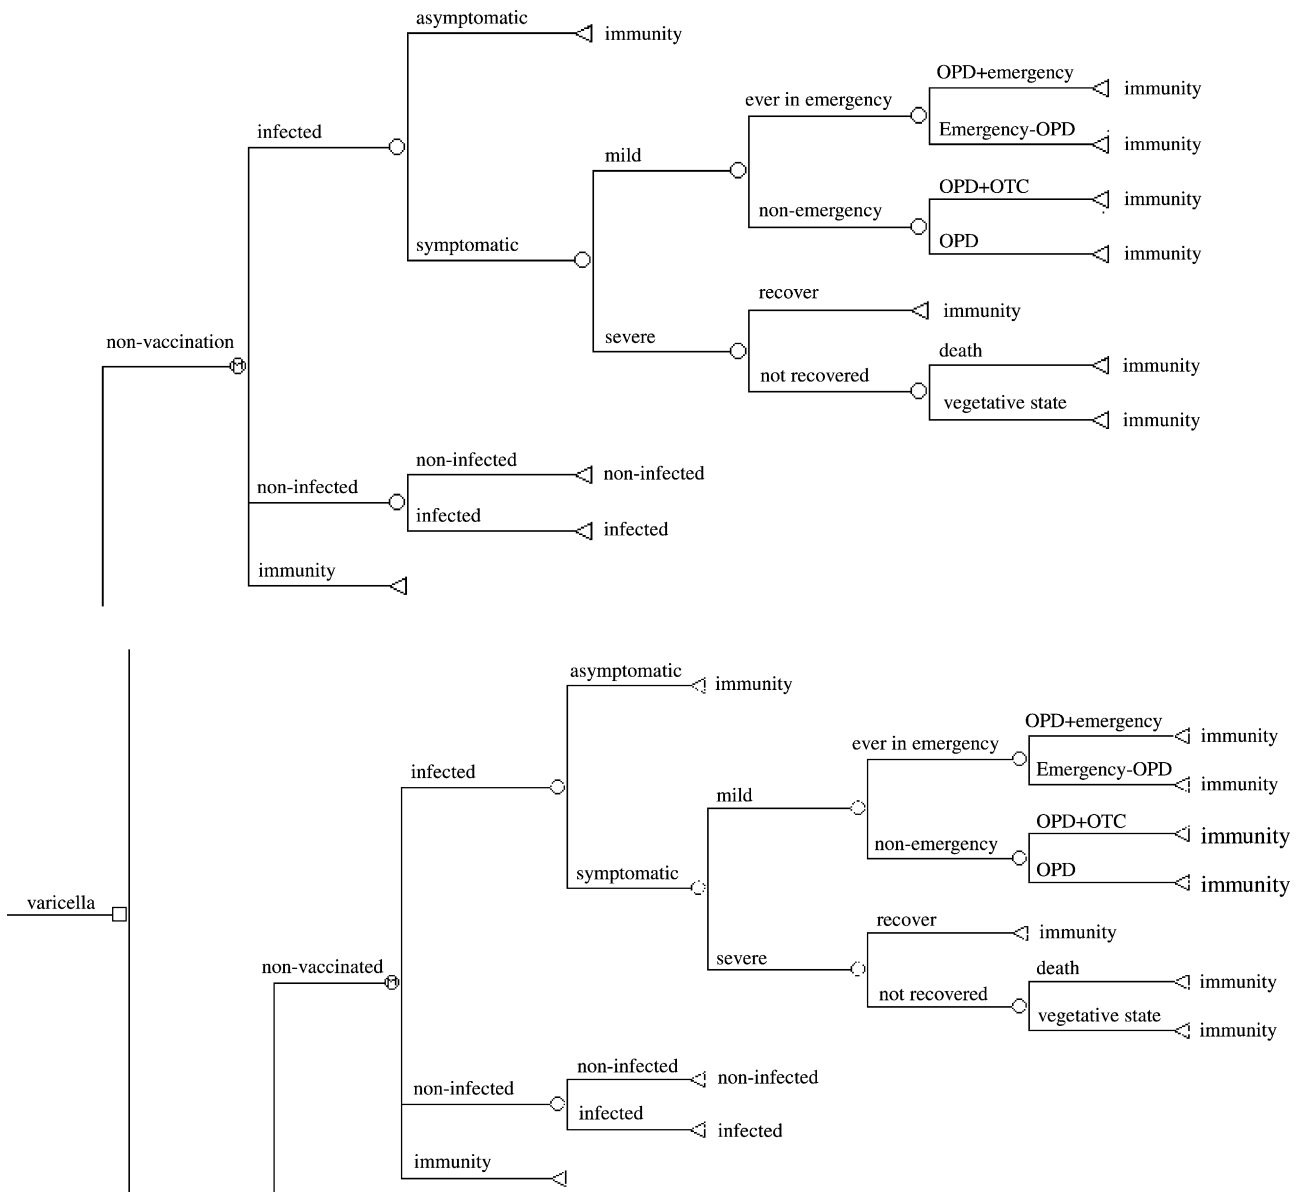 asymptomatic
immunity
OPD+emergency
immunity
ever in emergency
infected
Emergency-OPD
immunity
mild
OPD+OTC
immunity
non-emergency
symptomatic
OPD
immunity
recover
immunity
non-vaccination
severe
death
immunity
not recovered
vegetative state
immunity
non-infected
non-infected
non-infected
infected
infected
immunity
asymptomatic
immunity
OPD+emergency
immunity
ever in emergency
infected
Emergency-OPD
immunity
mild
OPD+OTC
immunity
non-emergency
symptomatic
OPD
immunity
varicella
recover
immunity
severe
non-vaccinated
death
immunity
not recovered
vegetative state
immunity
non-infected
non-infected
non-infected
infected
infected
immunity